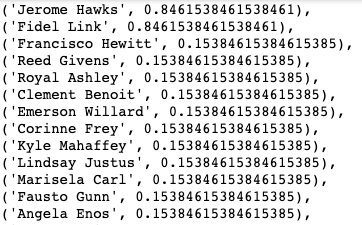 ('Jerome Hawks', 0.8461538461538461),
('Fidel Link', 0.8461538461538461),
('Francisco Hewitt', 0.15384615384615385),
('Reed Givens', 0.15384615384615385),
('Royal Ashley', 0.15384615384615385),
('Clement Benoit', 0.15384615384615385),
('Emerson Willard', 0.15384615384615385),
('Corinne Frey', 0.15384615384615385),
('Kyle Mahaffey', 0.15384615384615385),
('Lindsay Justus', 0.15384615384615385),
('Marisela Carl', 0.15384615384615385),
('Fausto Gunn', 0.15384615384615385),
('Angela Enos', 0.15384615384615385),